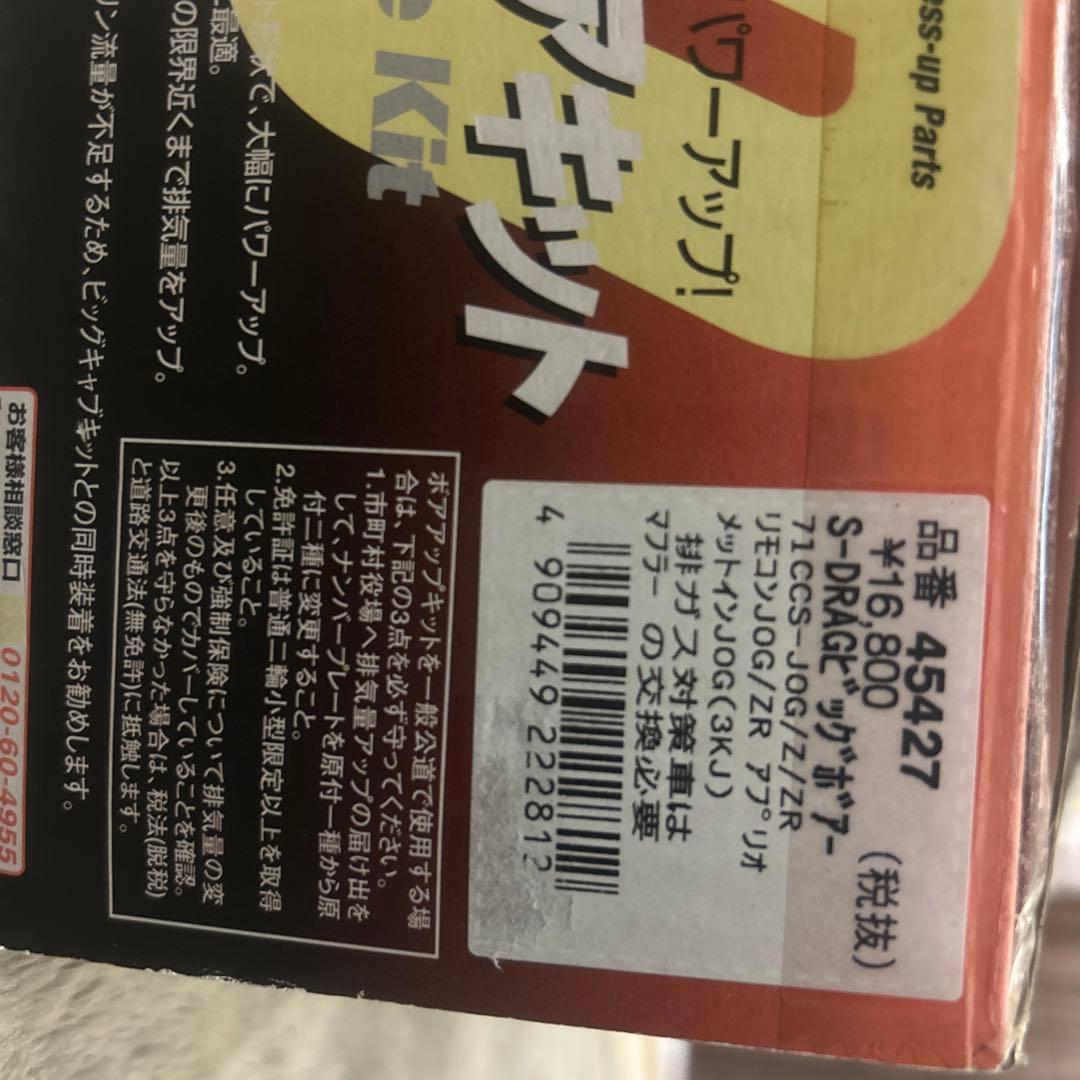 ess-up Parts
パワーアップ!
アキット
Kit
ト形状で、大幅にパワーアップ。
最適。
の限界近くまで排気量をアップ。
リン流量が不足するため、ビッグキャブキットとの同時装着をお勧めします。
品番 45427
¥16,800 (税抜)
S-DRAGビッグボアー
71CCS-JOG/Z/ZR
リモコンJOG/ZR アプリオ
メットインJOG(3KJ)
排ガス対策車は
マフラー の交換必要
4 909449 222812
ボアアップキットを一般公道で使用する場
合は、下記の3点を必ず守ってください。
1.市町村役場へ排気量アップの届け出を
して、ナンバープレートを原付一種から原
付二種に変更すること。
2.免許証は普通二輪小型限定以上を取得
していること。
3.任意及び強制保険について排気量の変
更後のものでカバーしていることを確認。
以上3点を守らなかった場合は、税法(脱税)
と道路交通法(無免許)に抵触します。
お客様相談窓口
0120-60-4955